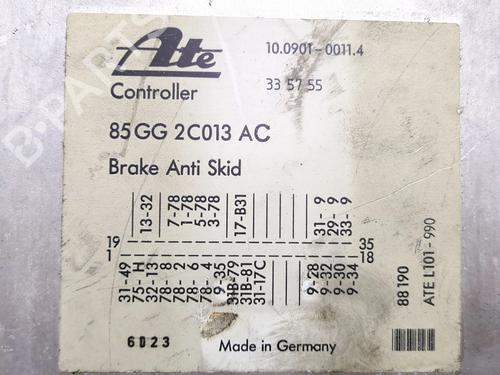 Ate
10.0901-0011.4
Controller
33 57 55
85GG 2C013 AC
Brake Anti Skid
13-32
7-78
1-78
5-78
3-78
17-B31
31-9
29-9
33-9
19
35
1
18
31-49
75-H
32-13
78-8
78-2
78-6
78-4
9-35
31B-79
31B-81
31-17C
9-28
9-32
9-30
9-34
88190
ATE L101-990
6D23
Made in Germany
B-PARTS